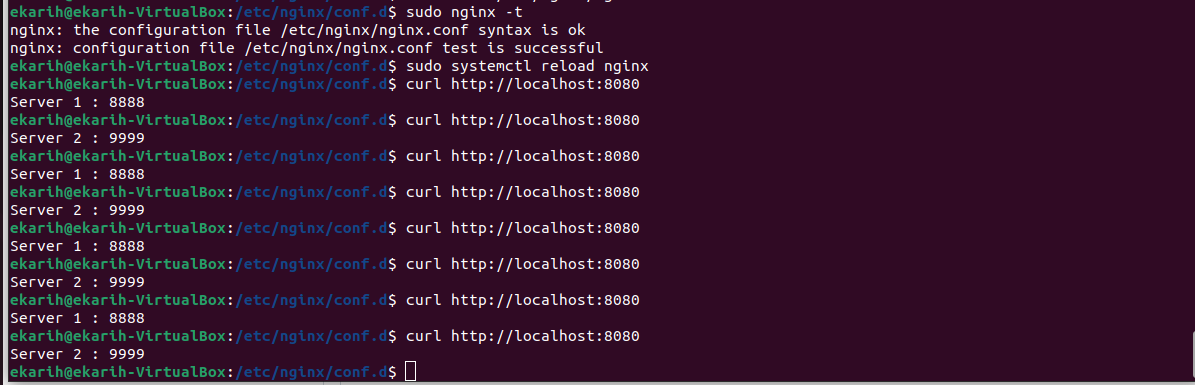 ekarih@ekarih-VirtualBox:/etc/nginx/conf.d$ sudo nginx -t
nginx: the configuration file /etc/nginx/nginx.conf syntax is ok
nginx: configuration file /etc/nginx/nginx.conf test is successful
ekarih@ekarih-VirtualBox:/etc/nginx/conf.d$ sudo systemctl reload nginx
ekarih@ekarih-VirtualBox:/etc/nginx/conf.d$ curl http://localhost:8080
Server 1 : 8888
ekarih@ekarih-VirtualBox:/etc/nginx/conf.d$ curl http://localhost:8080
Server 2 : 9999
ekarih@ekarih-VirtualBox:/etc/nginx/conf.d$ curl http://localhost:8080
Server 1 : 8888
ekarih@ekarih-VirtualBox:/etc/nginx/conf.d$ curl http://localhost:8080
Server 2 : 9999
ekarih@ekarih-VirtualBox:/etc/nginx/conf.d$ curl http://localhost:8080
Server 1 : 8888
ekarih@ekarih-VirtualBox:/etc/nginx/conf.d$ curl http://localhost:8080
Server 2 : 9999
ekarih@ekarih-VirtualBox:/etc/nginx/conf.d$ curl http://localhost:8080
Server 1 : 8888
ekarih@ekarih-VirtualBox:/etc/nginx/conf.d$ curl http://localhost:8080
Server 2 : 9999
ekarih@ekarih-VirtualBox:/etc/nginx/conf.d$